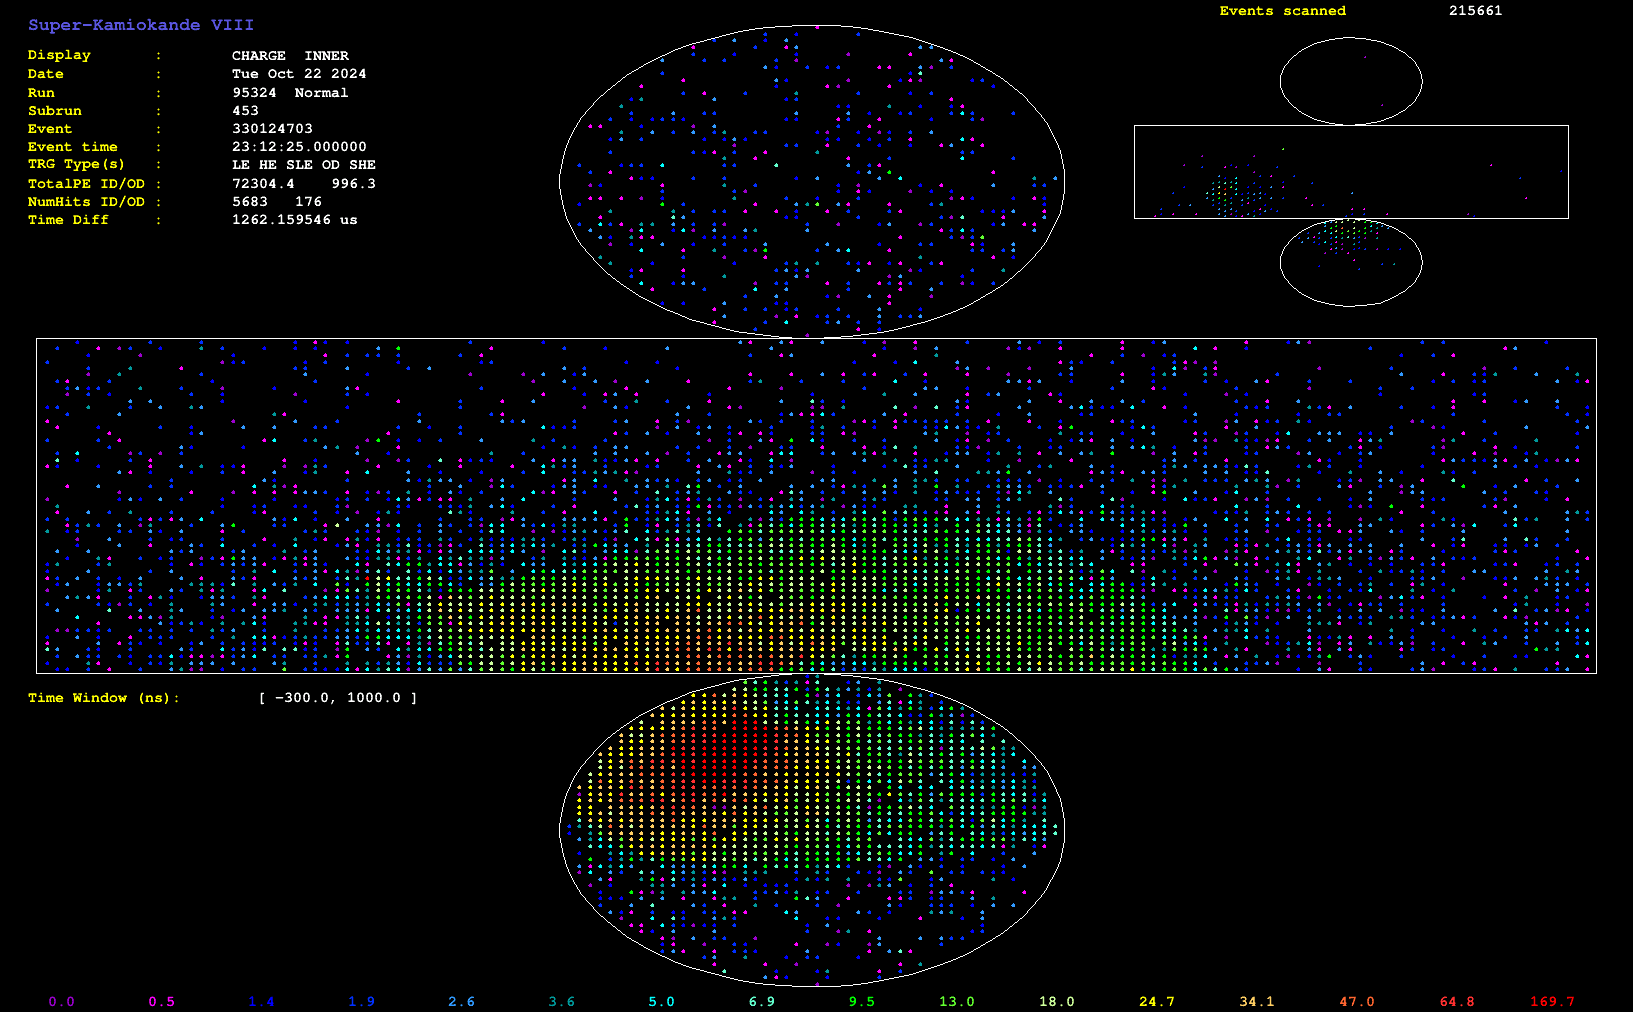 Super-Kamiokande VIII
Display : CHARGE INNER
Date : Tue Oct 22 2024
Run : 95324 Normal
Subrun : 453
Event : 330124703
Event time : 23:12:25.000000
TRG Type(s) : LE HE SLE OD SHE
TotalPE ID/OD : 72304.4 996.3
NumHits ID/OD : 5683 176
Time Diff : 1262.159546 us
Events scanned 215661
Time Window (ns): [ -300.0, 1000.0 ]
0.0 0.5 1.4 1.9 2.6 3.6 5.0 6.9 9.5 13.0 18.0 24.7 34.1 47.0 64.8 169.7